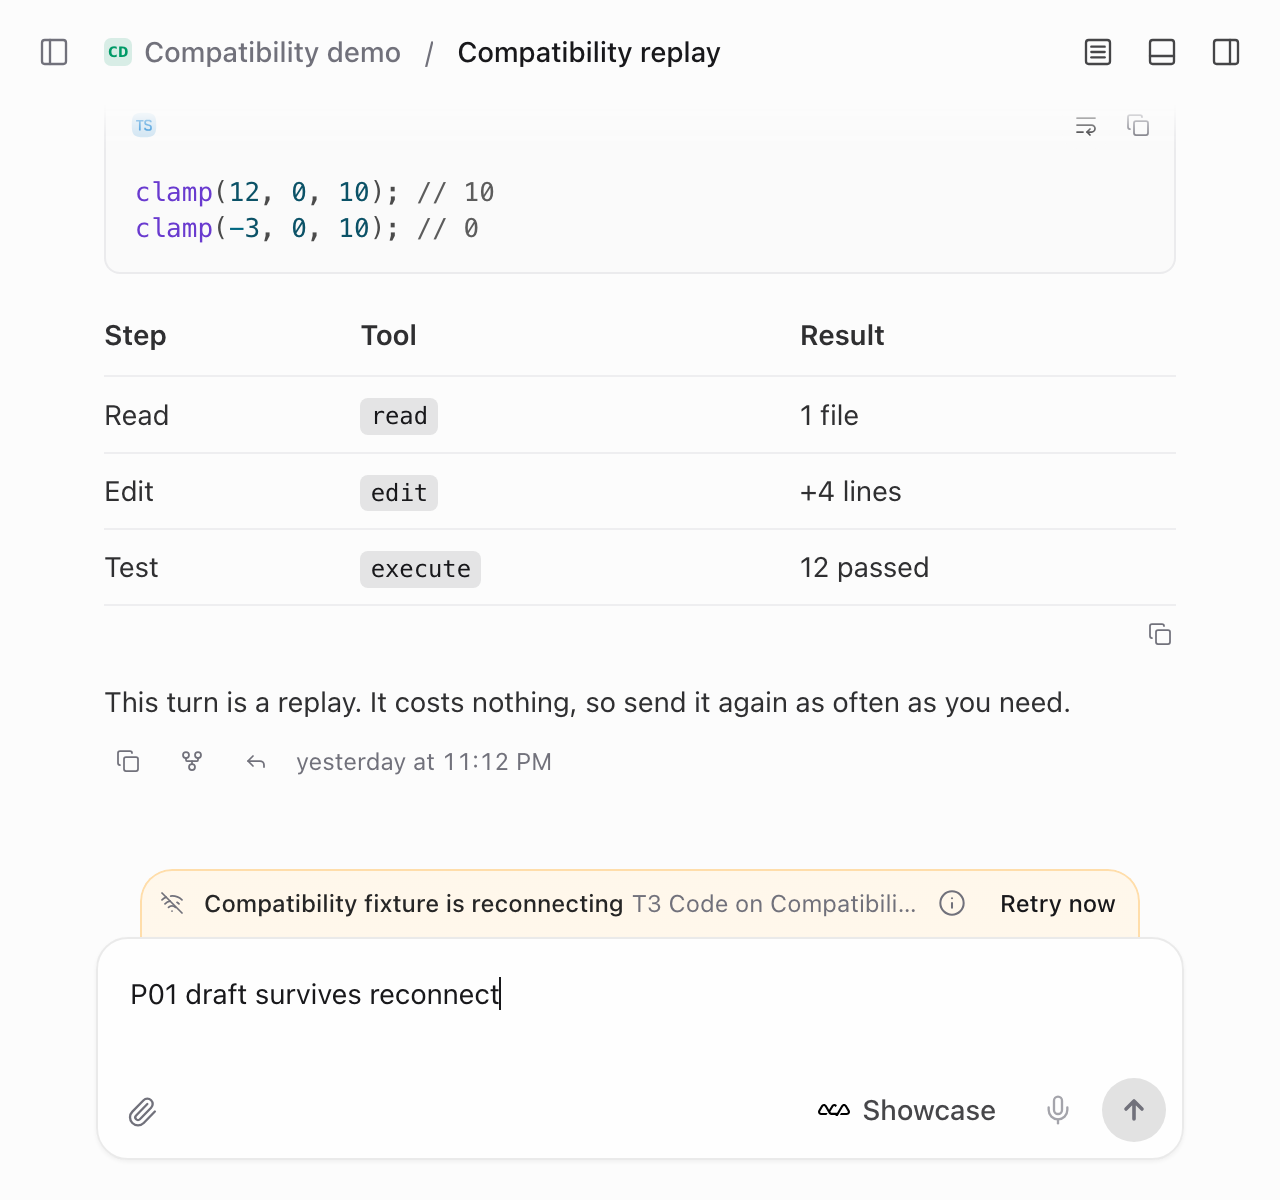 CD Compatibility demo / Compatibility replay
TS
clamp(12, 0, 10); // 10
clamp(−3, 0, 10); // 0
Step Tool Result
Read read 1 file
Edit edit +4 lines
Test execute 12 passed
This turn is a replay. It costs nothing, so send it again as often as you need.
yesterday at 11:12 PM
Compatibility fixture is reconnecting T3 Code on Compatibili... Retry now
P01 draft survives reconnect
Showcase